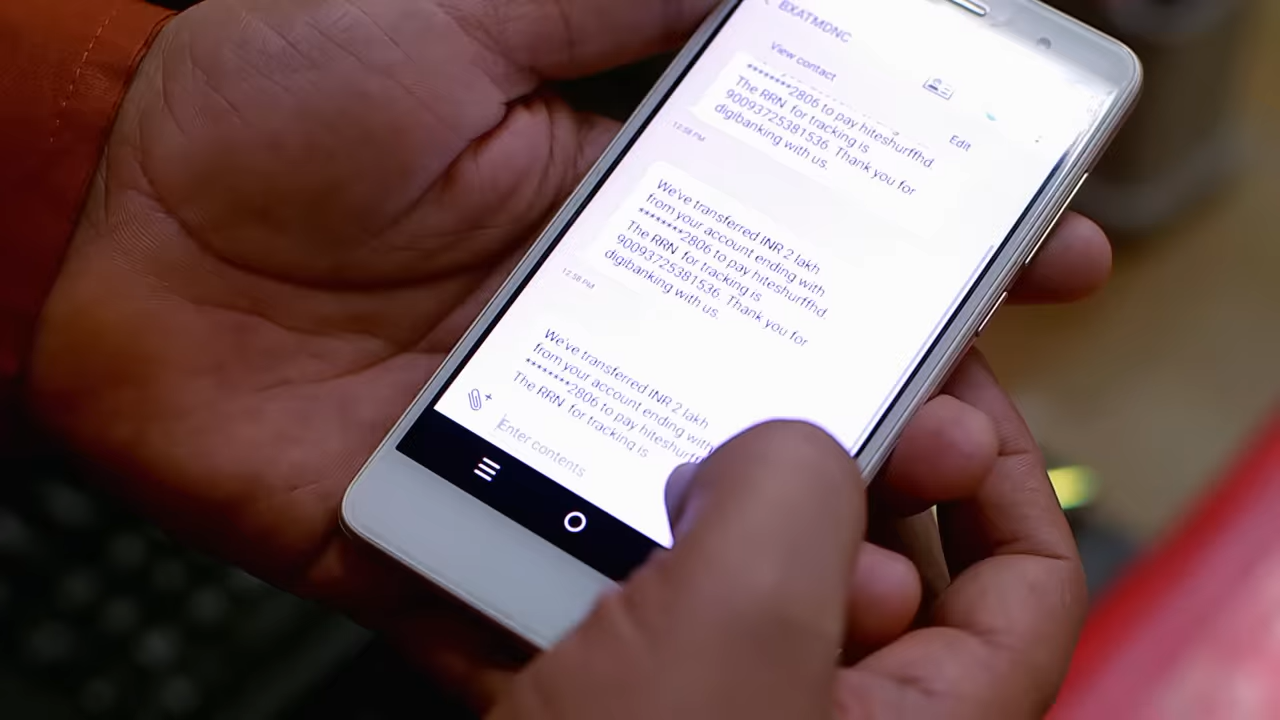 BXATMDNC
View contact
Edit
********2806 to pay hiteshurffhd.
The RRN for tracking is
90093725381536. Thank you for
digibanking with us.
12:58 PM
We've transferred INR 2 lakh
from your account ending with
********2806 to pay hiteshurffhd.
The RRN for tracking is
90093725381536. Thank you for
digibanking with us.
12:58 PM
We've transferred INR 2 lakh
from your account ending with
********2806 to pay hiteshurff
The RRN for tracking is
Enter contents